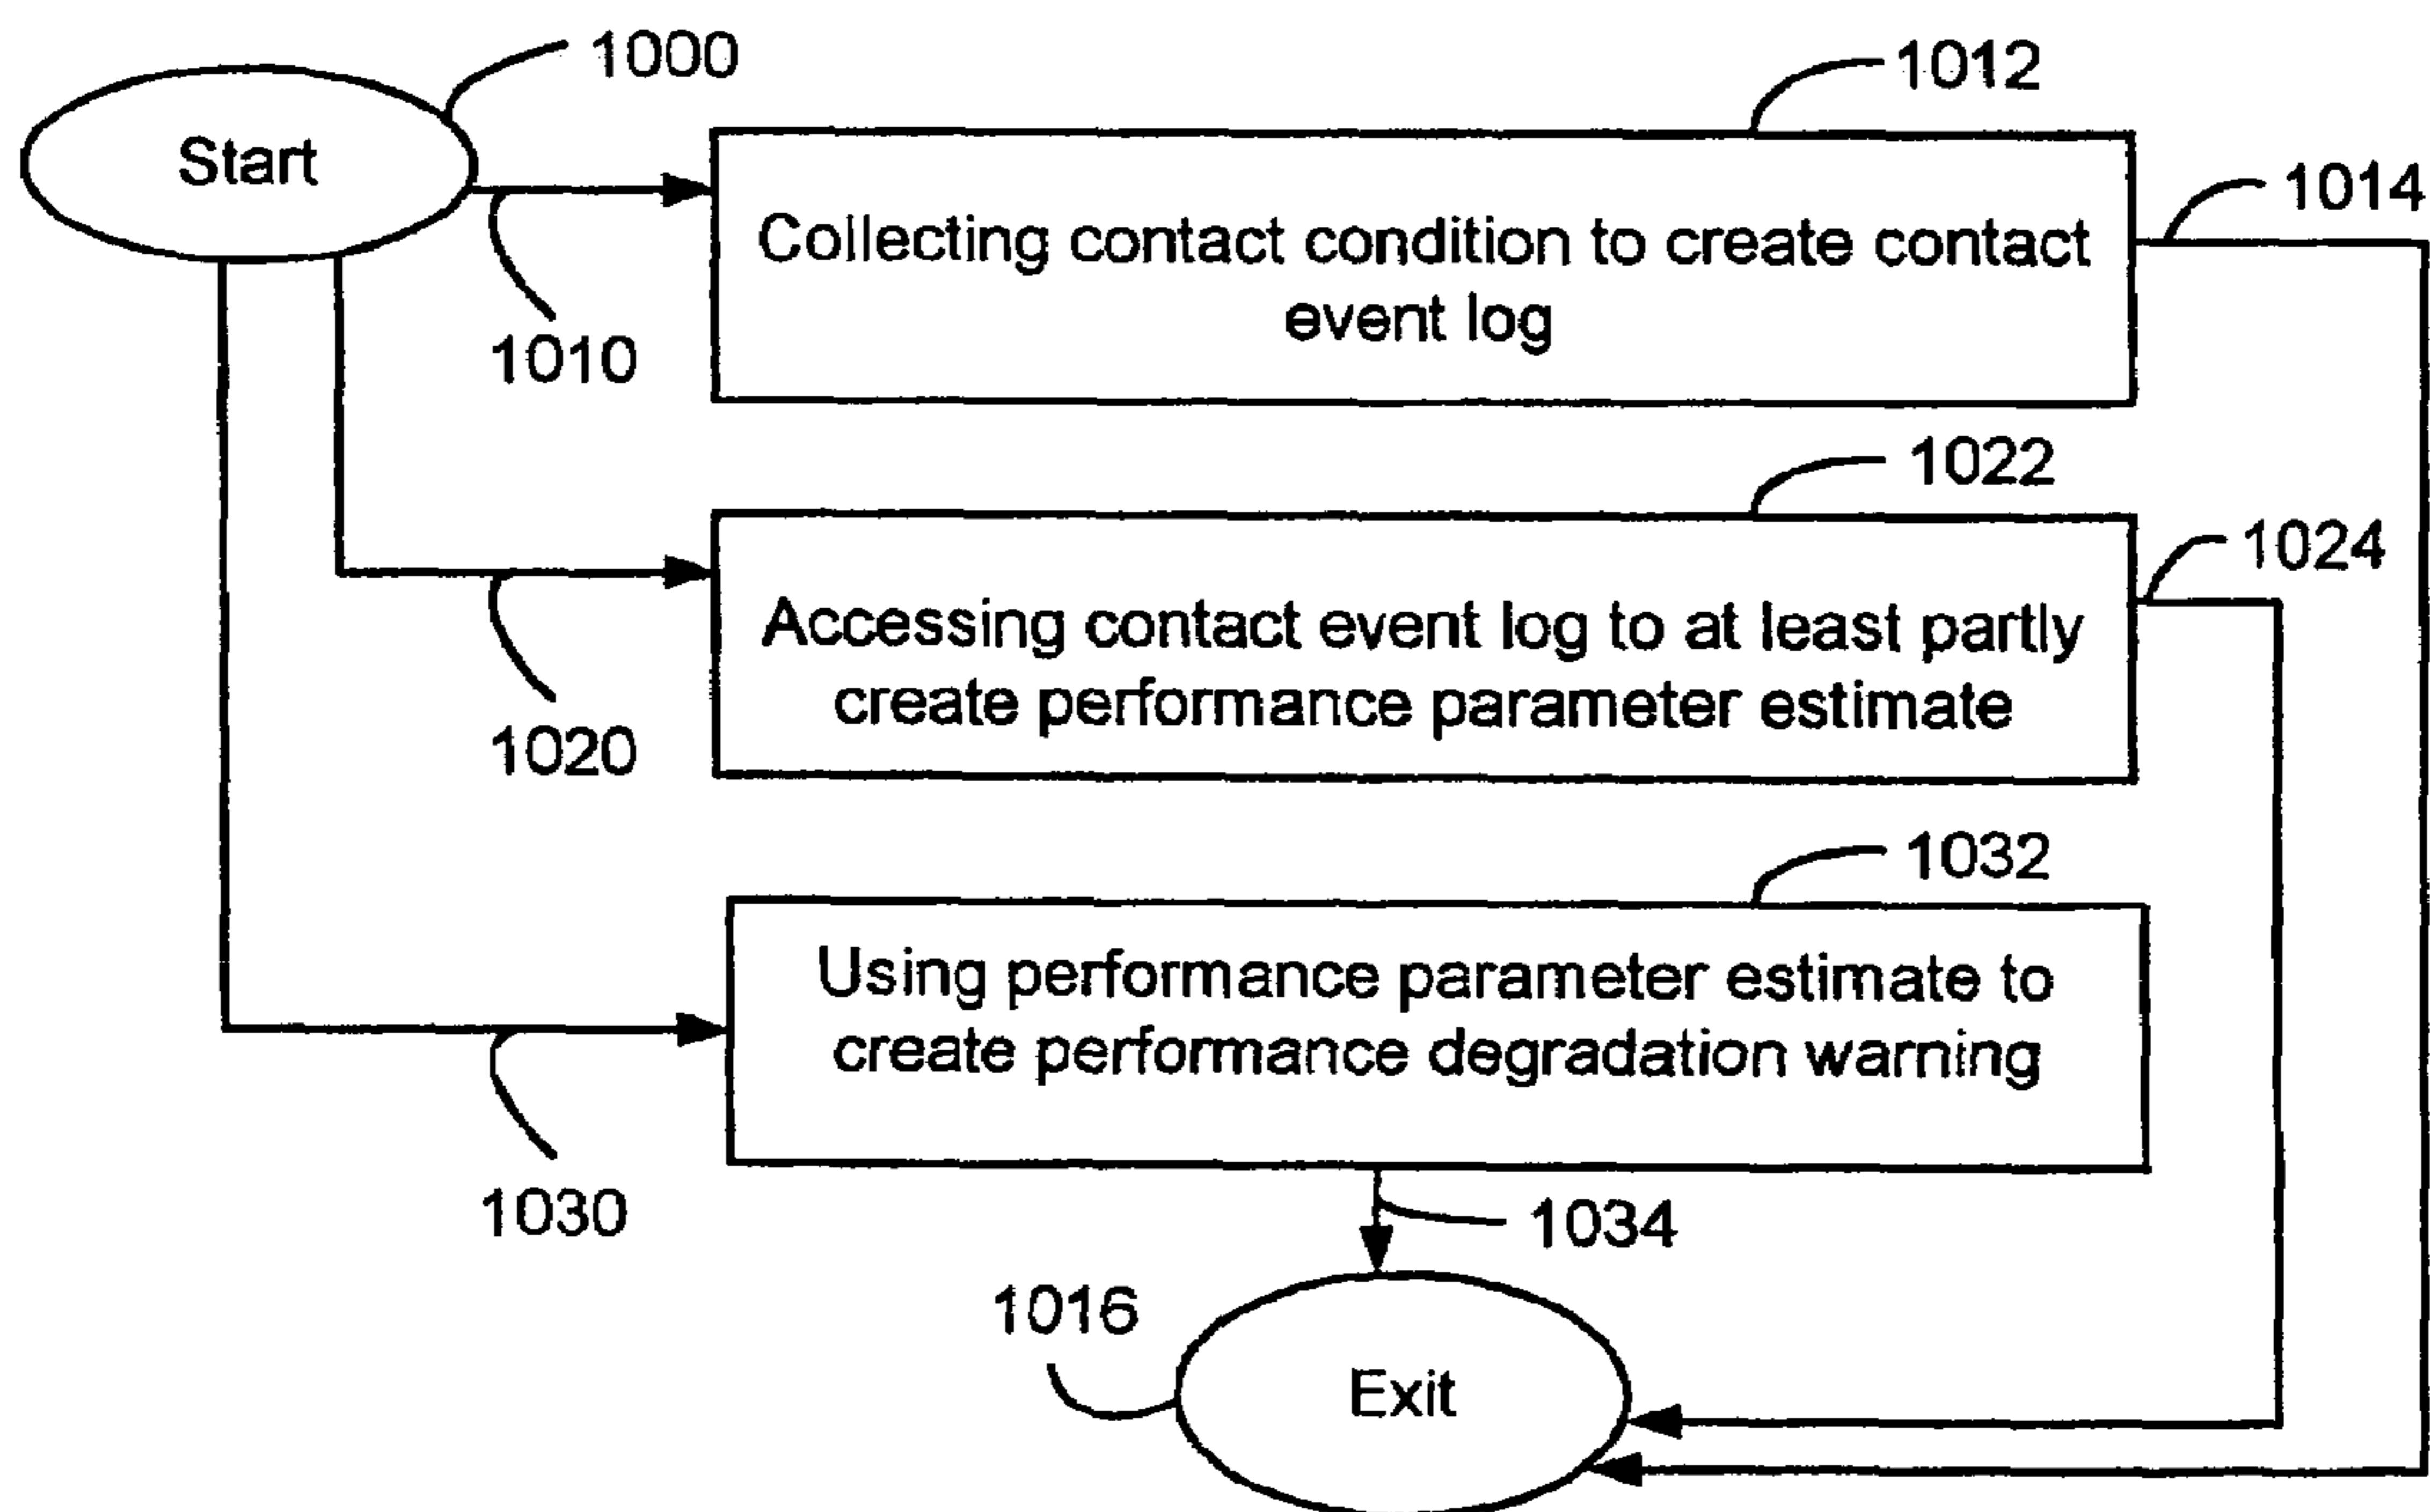 1000
Start
1012
1014
Collecting contact condition to create contact
event log
1010
1022
1024
Accessing contact event log to at least partly
create performance parameter estimate
1020
1032
Using performance parameter estimate to
create performance degradation warning
1030
1034
1016
Exit